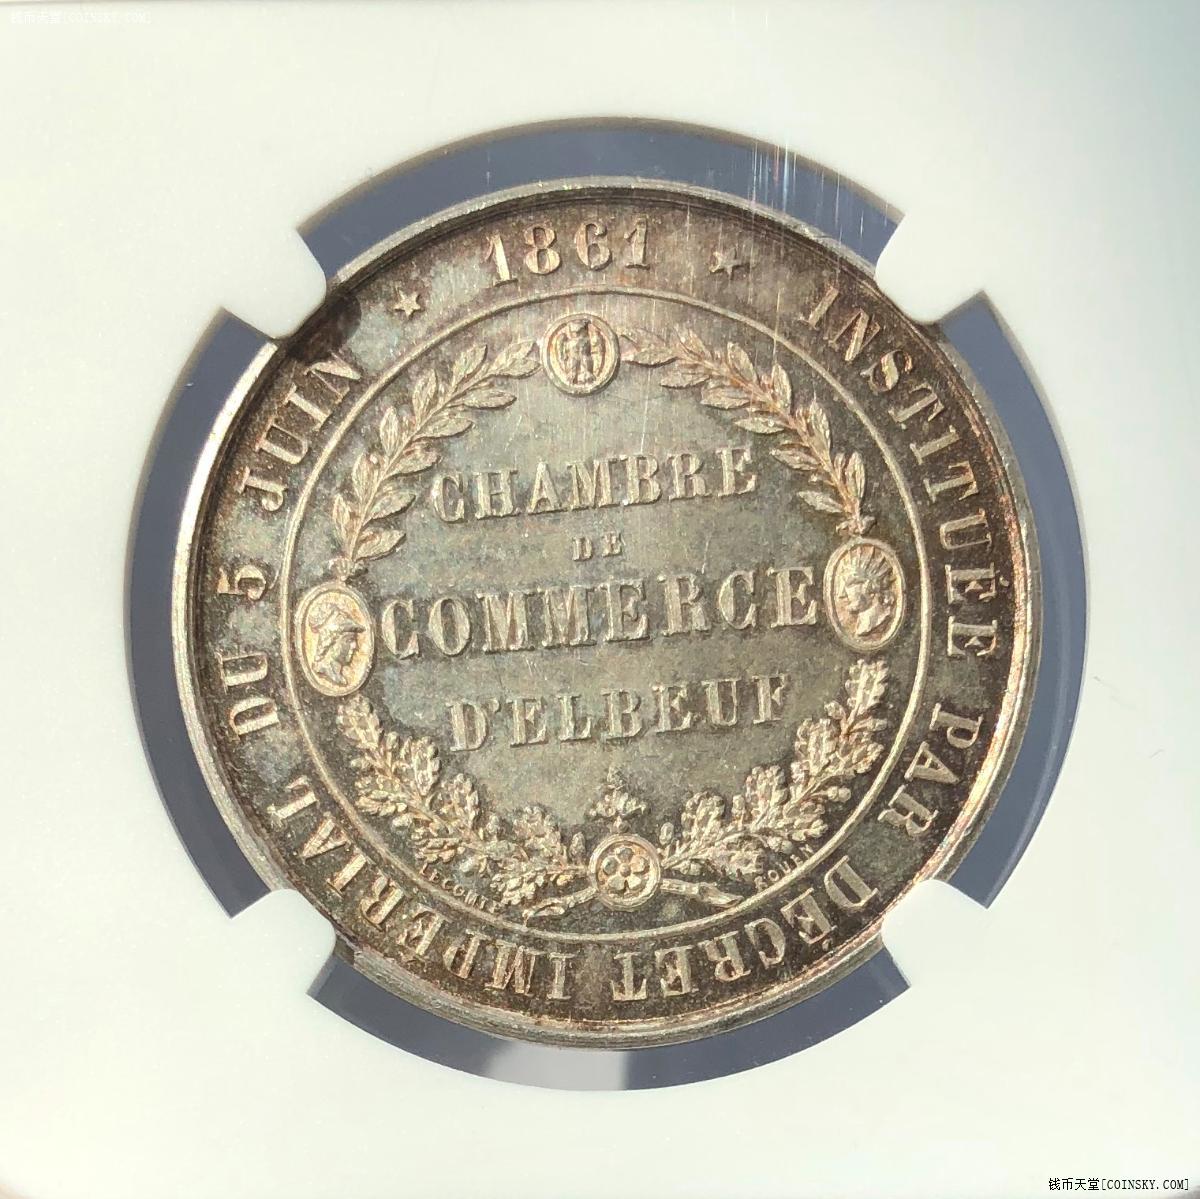 钱币天堂[COINSKY.COM]
★ 1861 ★ INSTITUÉE PAR DÉCRET IMPÉRIAL DU 5 JUIN
CHAMBRE
DE
COMMERCE
D'ELBEUF
LECOMTE
ROUEN
钱币天堂[COINSKY.COM]